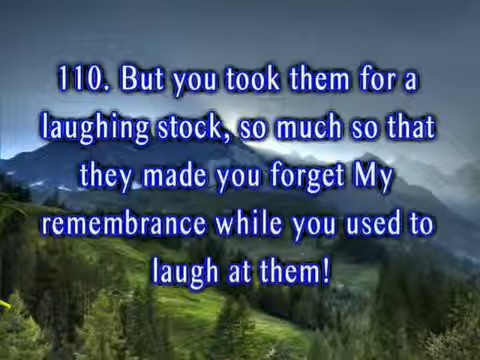 110. But you took them for a
laughing stock, so much so that
they made you forget My
remembrance while you used to
laugh at them!